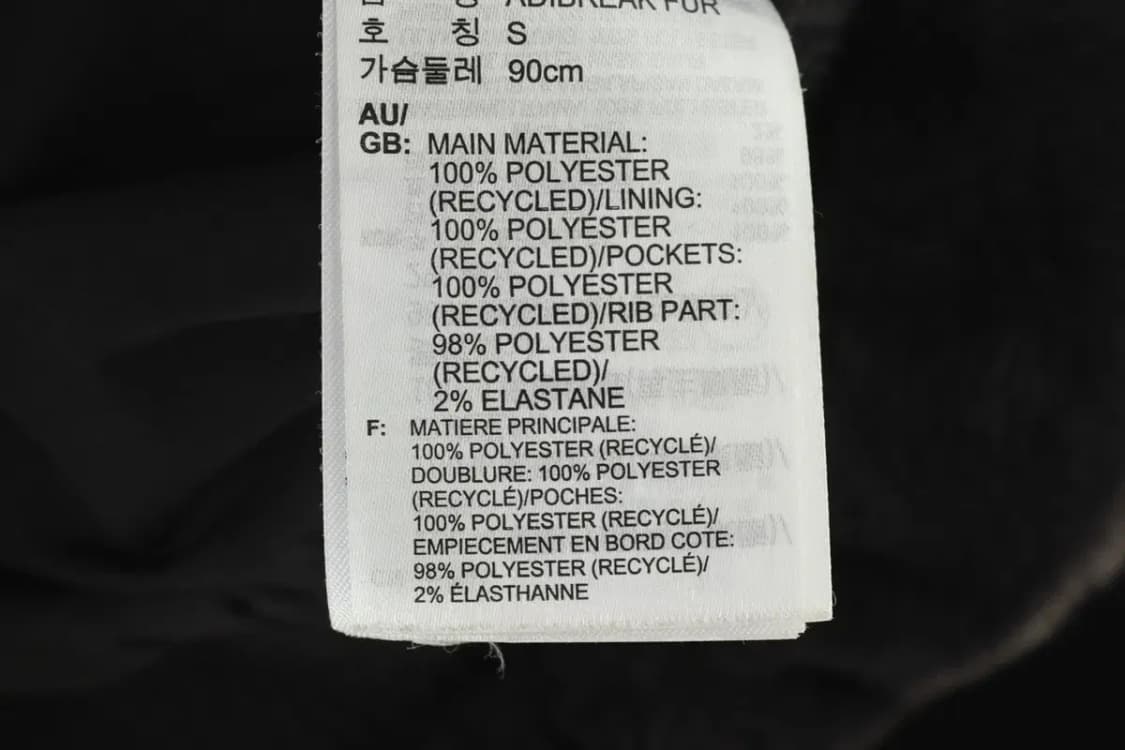 ADIBREAK FUR
호 칭 S
가슴둘레 90cm
AU/
GB: MAIN MATERIAL:
100% POLYESTER
(RECYCLED)/LINING:
100% POLYESTER
(RECYCLED)/POCKETS:
100% POLYESTER
(RECYCLED)/RIB PART:
98% POLYESTER
(RECYCLED)/
2% ELASTANE
F: MATIERE PRINCIPALE:
100% POLYESTER (RECYCLÉ)/
DOUBLURE: 100% POLYESTER
(RECYCLÉ)/POCHES:
100% POLYESTER (RECYCLÉ)/
EMPIECEMENT EN BORD COTE:
98% POLYESTER (RECYCLÉ)/
2% ÉLASTHANNE